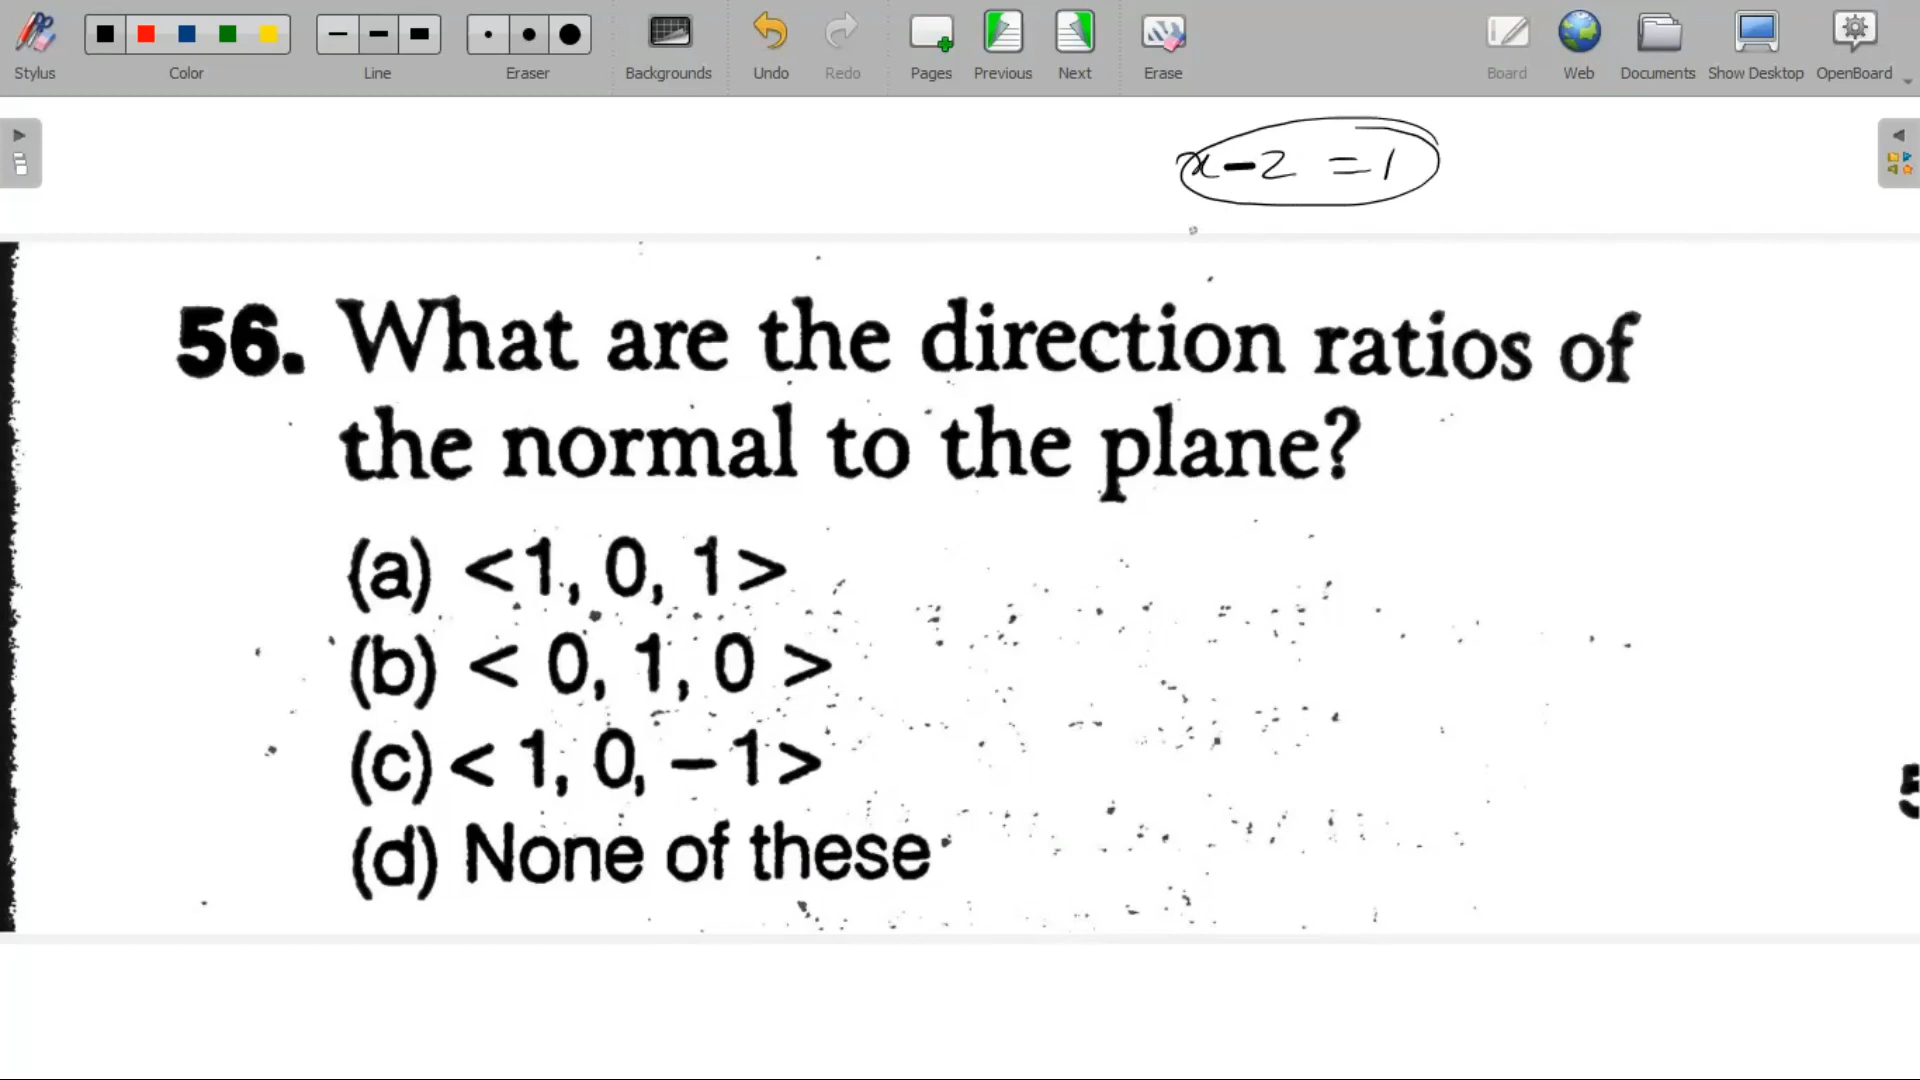 Stylus Color Line Eraser Backgrounds Undo Redo Pages Previous Next Erase Board Web Documents Show Desktop OpenBoard
x-2 = 1
56. What are the direction ratios of
the normal to the plane?
(a) <1, 0, 1>
(b) < 0, 1, 0 >
(c) < 1, 0, – 1>
(d) None of these